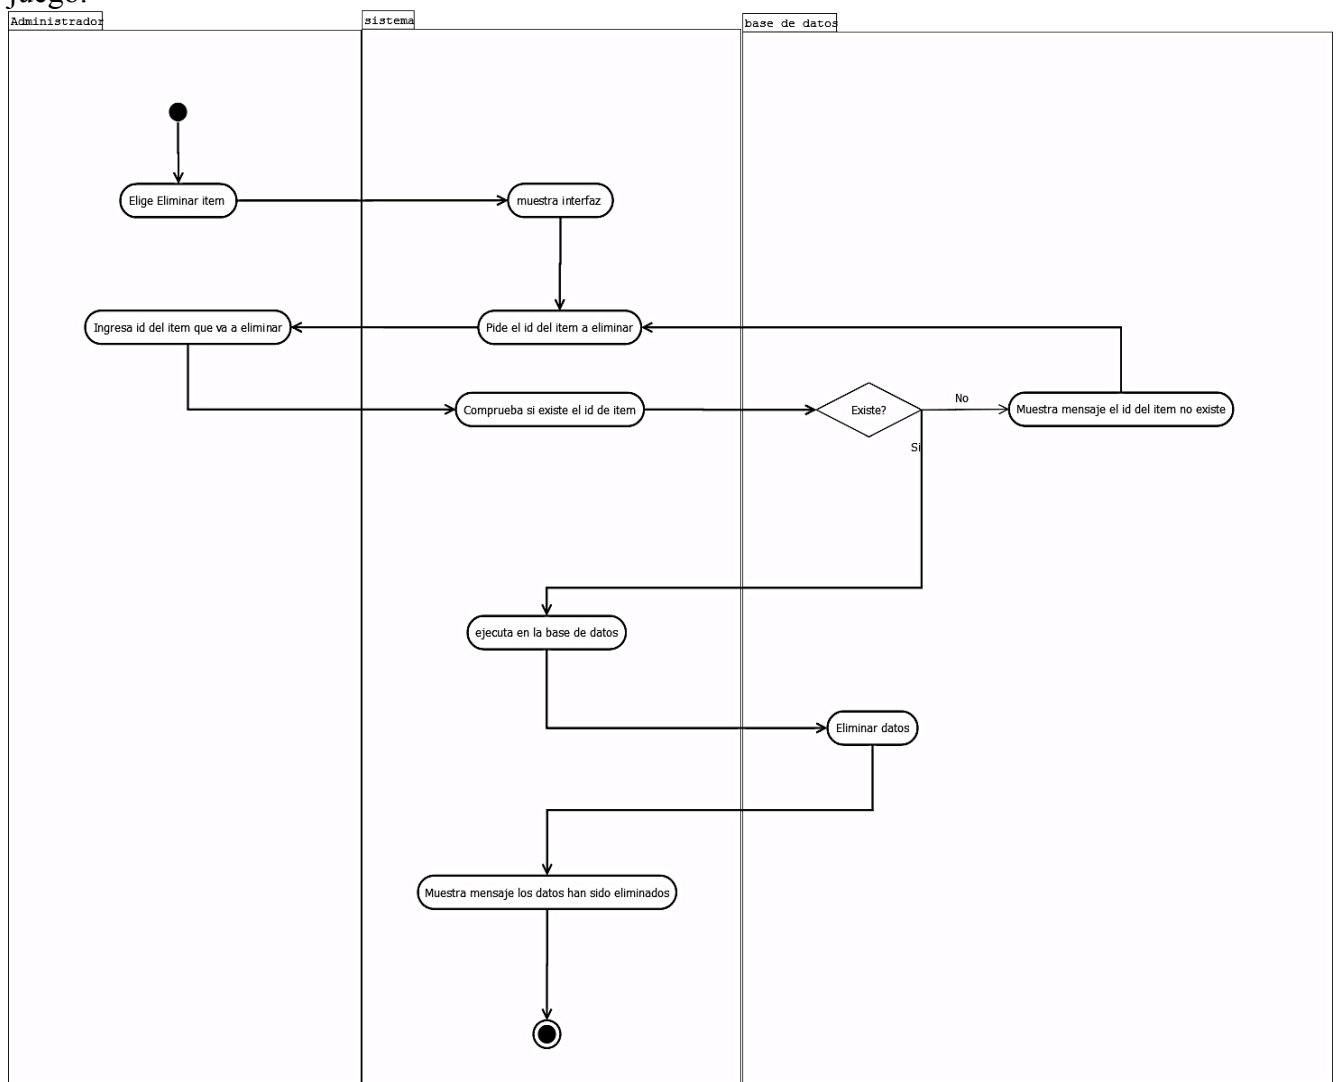 juego.
Administrador
sistema
base de datos
Elige Eliminar item
muestra interfaz
Ingresa id del item que va a eliminar
Pide el id del item a eliminar
Comprueba si existe el id de item
Existe?
No
Muestra mensaje el id del item no existe
Si
ejecuta en la base de datos
Eliminar datos
Muestra mensaje los datos han sido eliminados